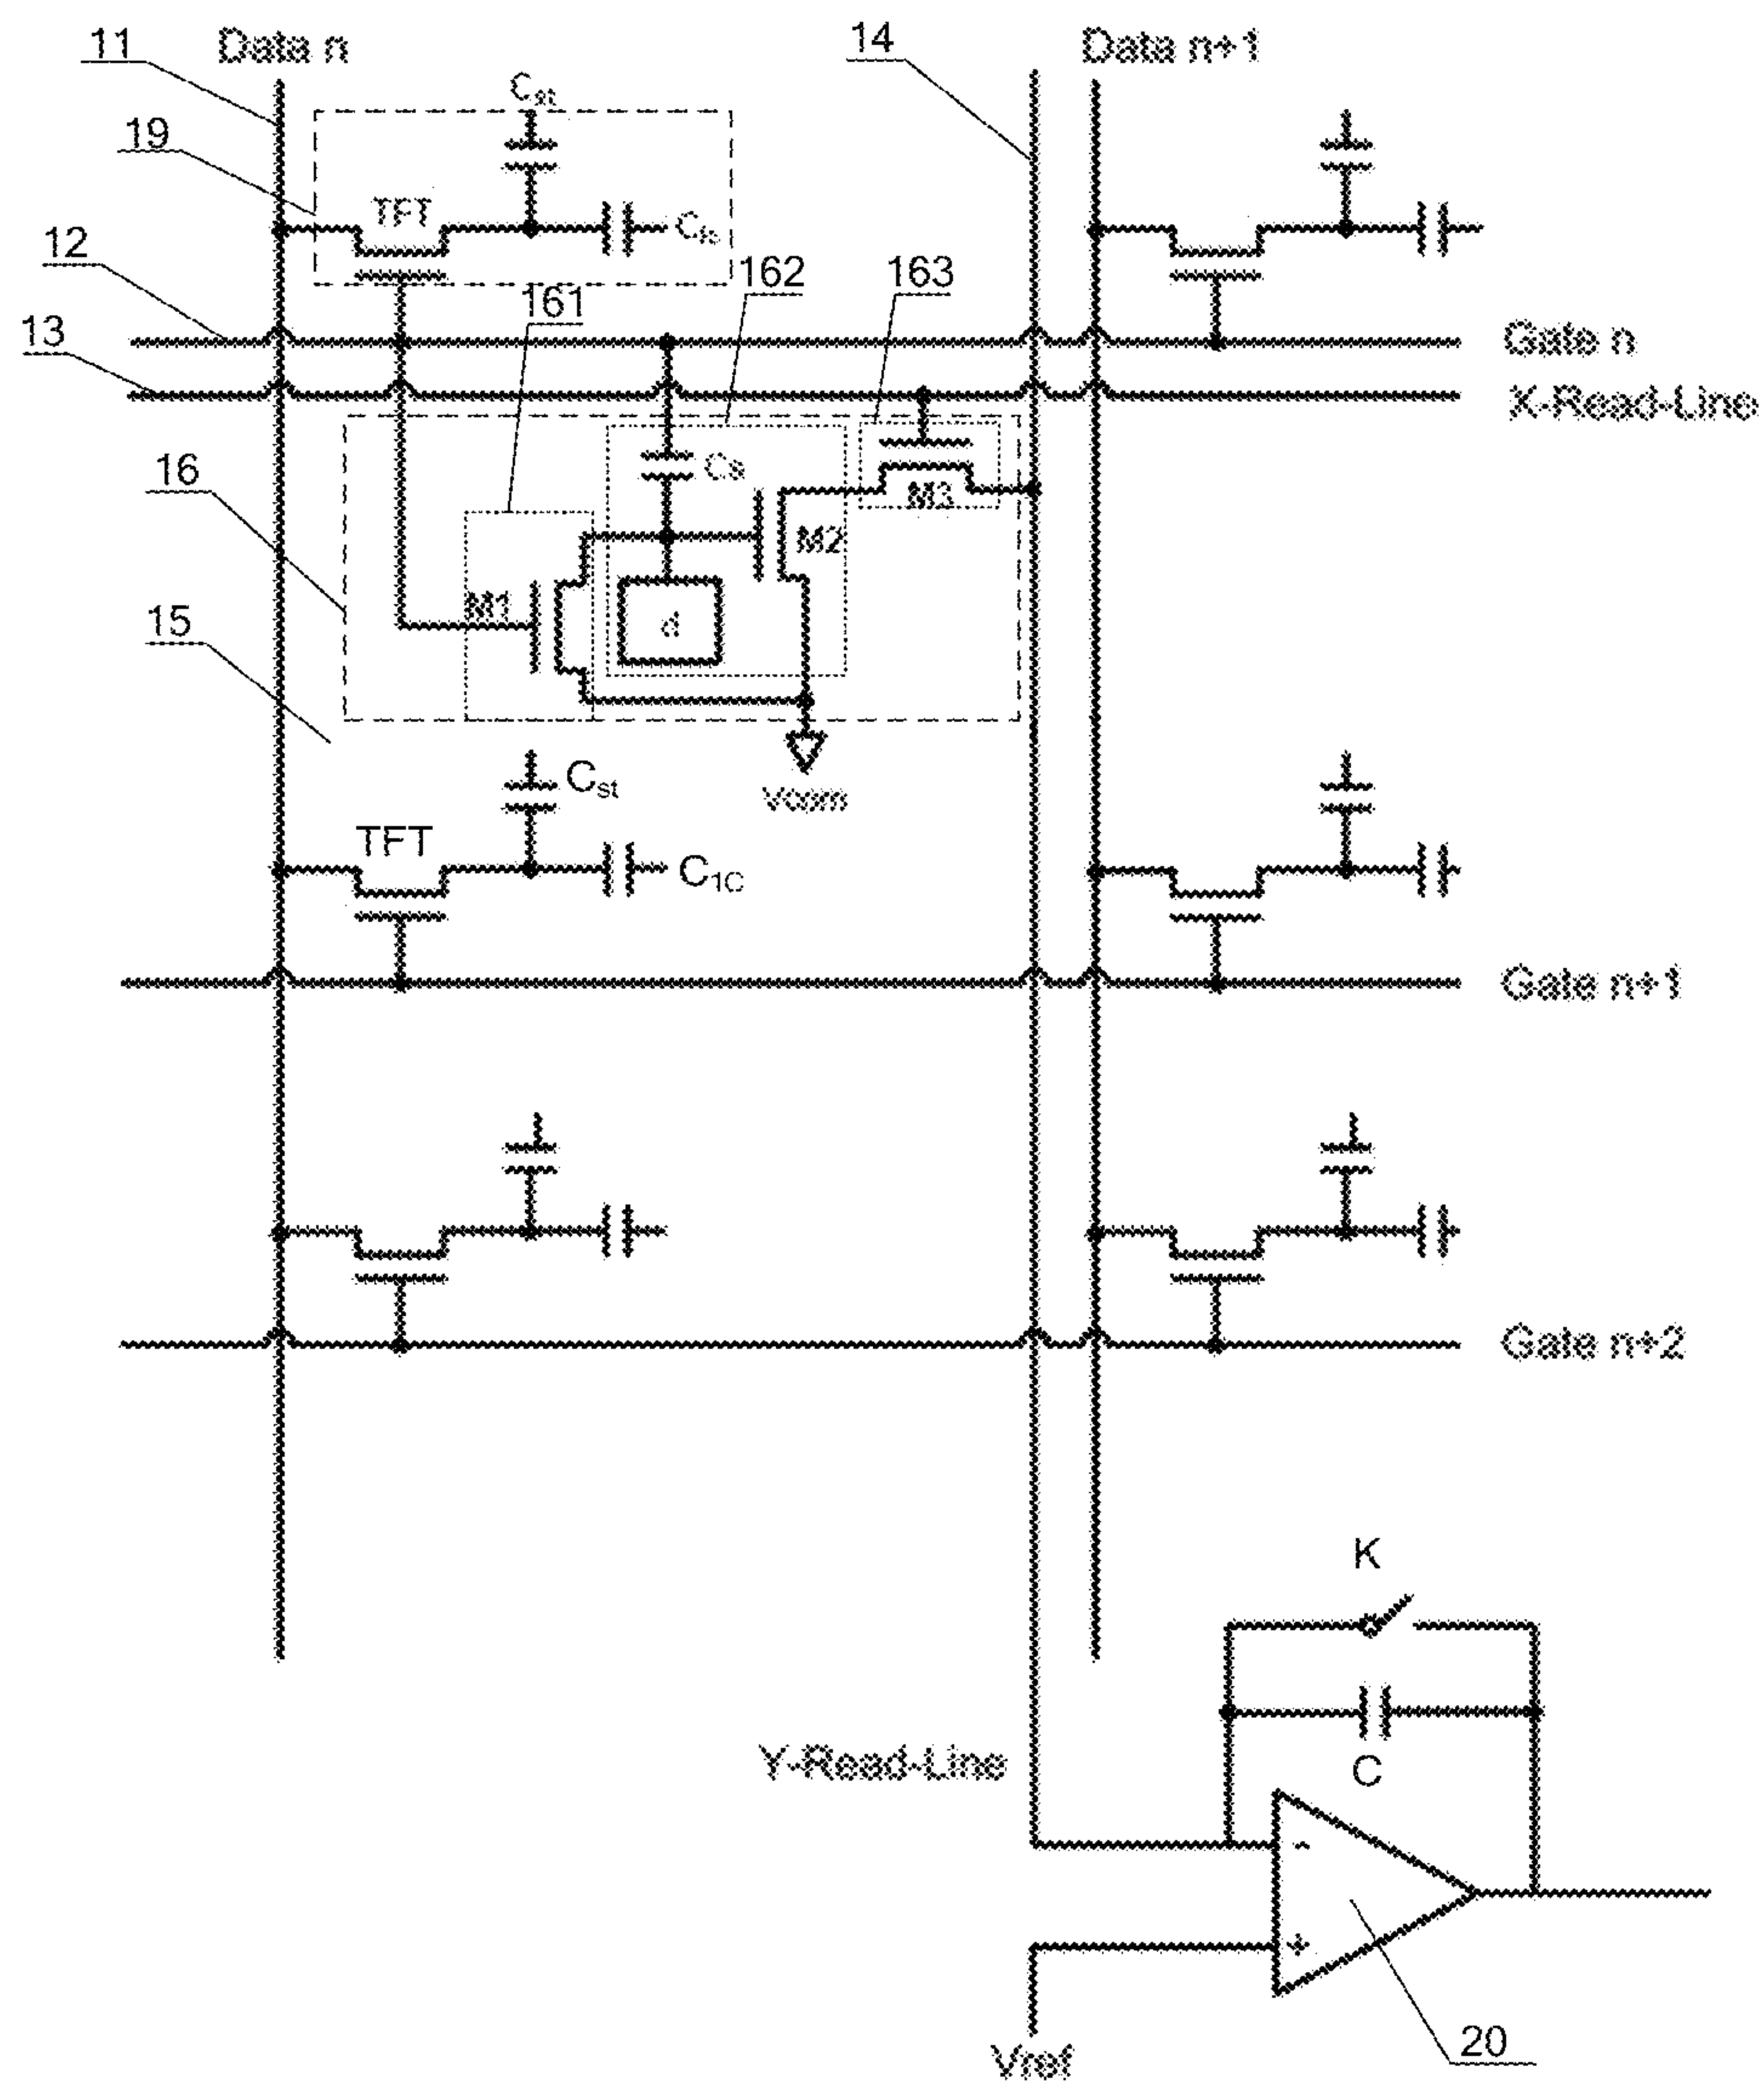 11
Data n
14
Data n+1
Cst
19
TFT
12
162
163
161
Gate n
13
X-Read-Line
16
Cs
M3
M2
M1
d
15
Cst
vcom
TFT
C1C
Gate n+1
Gate n+2
K
Y-Read-Line
C
-
+
20
Vref